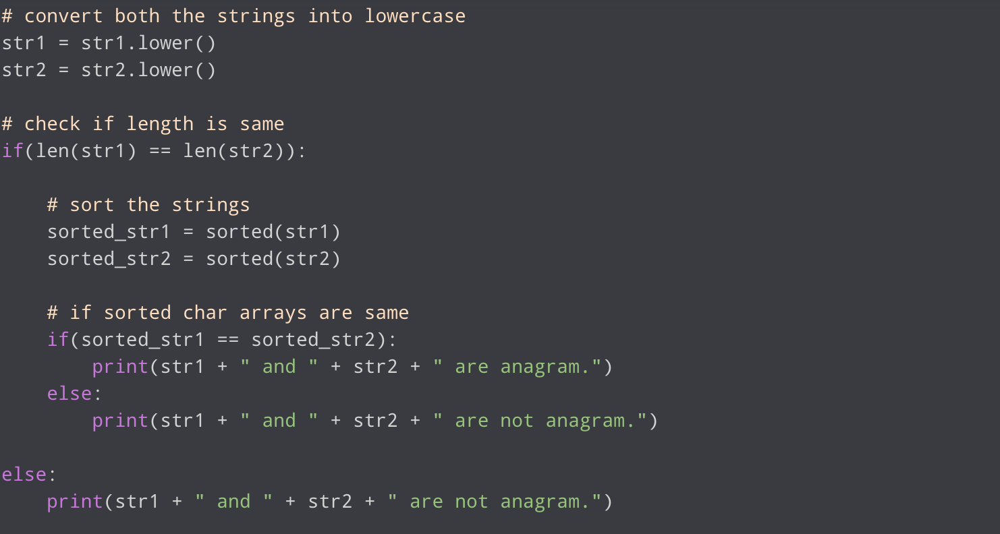 # convert both the strings into lowercase
str1 = str1.lower()
str2 = str2.lower()

# check if length is same
if(len(str1) == len(str2)):

    # sort the strings
    sorted_str1 = sorted(str1)
    sorted_str2 = sorted(str2)

    # if sorted char arrays are same
    if(sorted_str1 == sorted_str2):
        print(str1 + " and " + str2 + " are anagram.")
    else:
        print(str1 + " and " + str2 + " are not anagram.")

else:
    print(str1 + " and " + str2 + " are not anagram.")